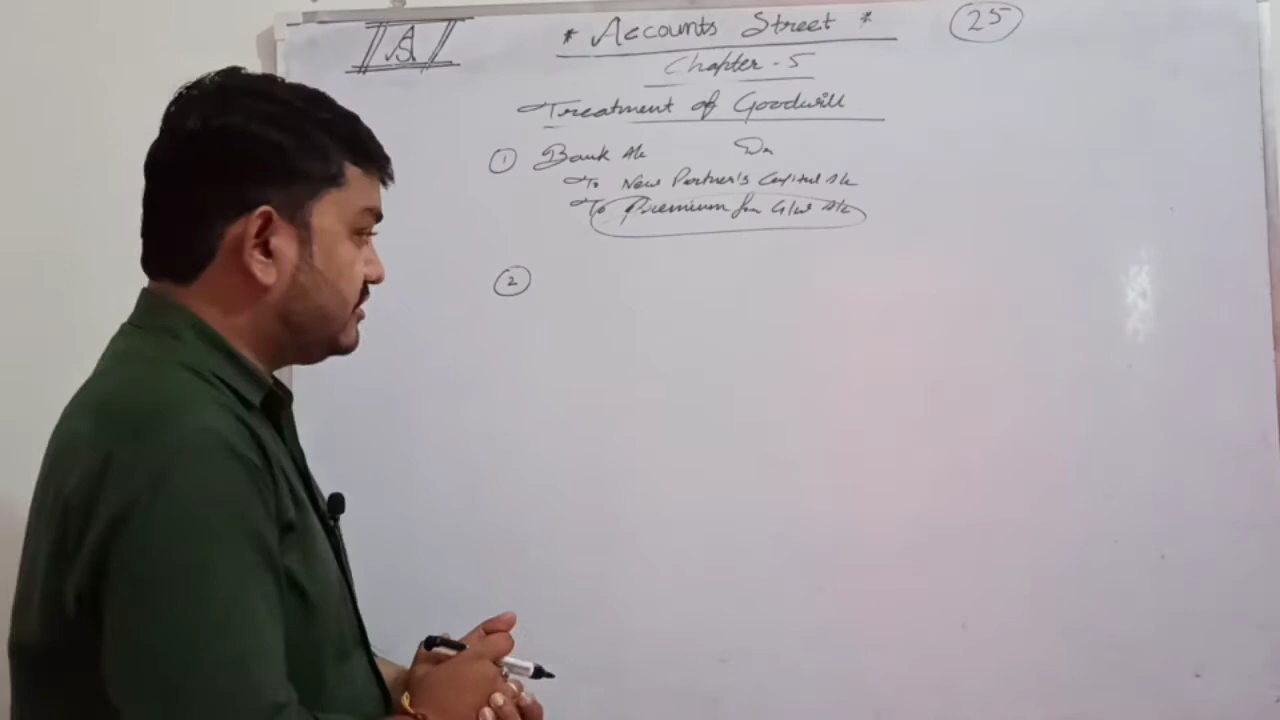 AS
* Accounts Street *
25
Chapter - 5
Treatment of Goodwill
① Bank A/c Dr
To New Partner's Capital A/c
To Premium for G/w A/c
②